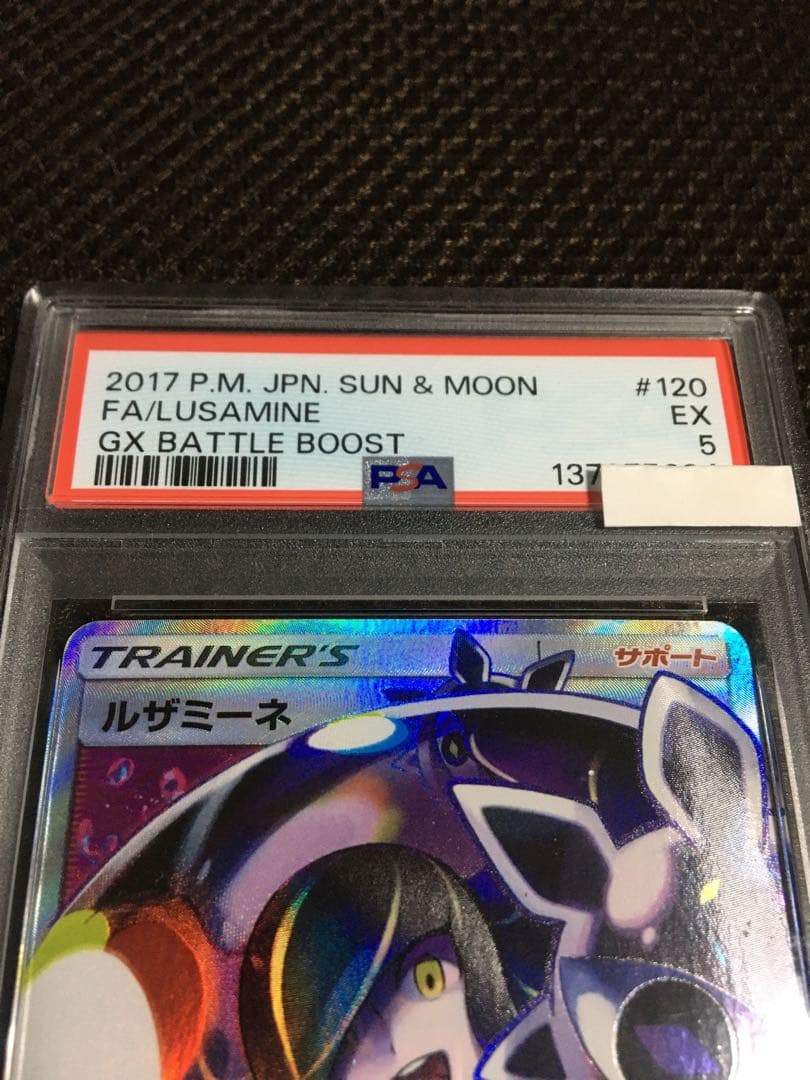 2017 P.M. JPN. SUN & MOON #120
FA/LUSAMINE EX
GX BATTLE BOOST 5
PSA
TRAINER'S サポート
ルザミーネ